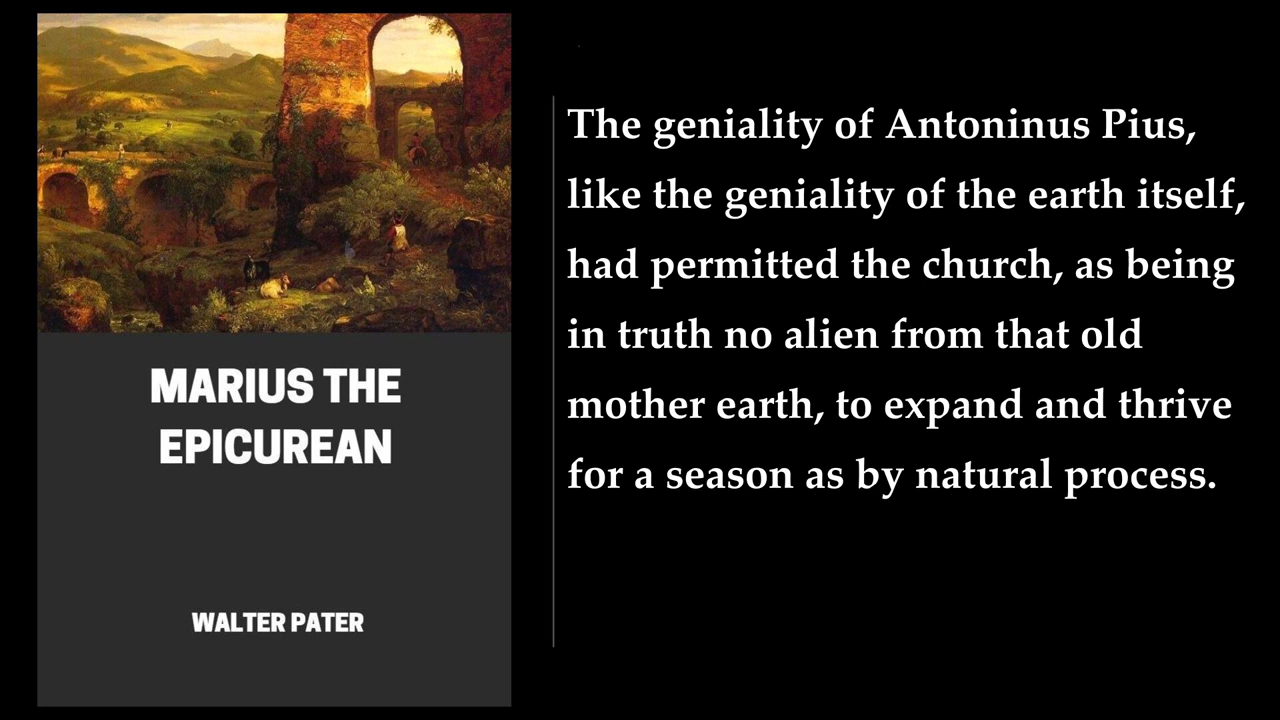 MARIUS THE
EPICUREAN
WALTER PATER
The geniality of Antoninus Pius,
like the geniality of the earth itself,
had permitted the church, as being
in truth no alien from that old
mother earth, to expand and thrive
for a season as by natural process.